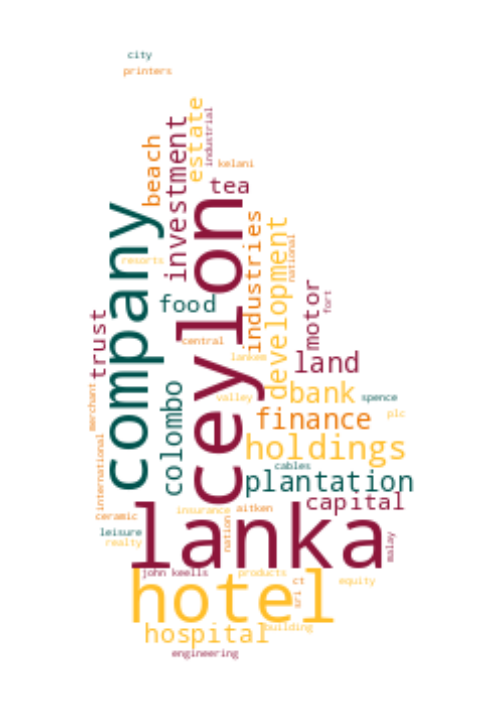 city
printers
industrial
estate
investment
beach
kelani
tea
company
ceylon
industries
development
national
resorts
food
motor
fort
trust
central
lankem
land
colombo
merchant
valley
bank
spence
plc
finance
holdings
international
cables
plantation
capital
ceramic
insurance
aitken
nation
lanka
leisure
realty
malay
john keells
products
ct
equity
sri
hotel
hospital
building
engineering